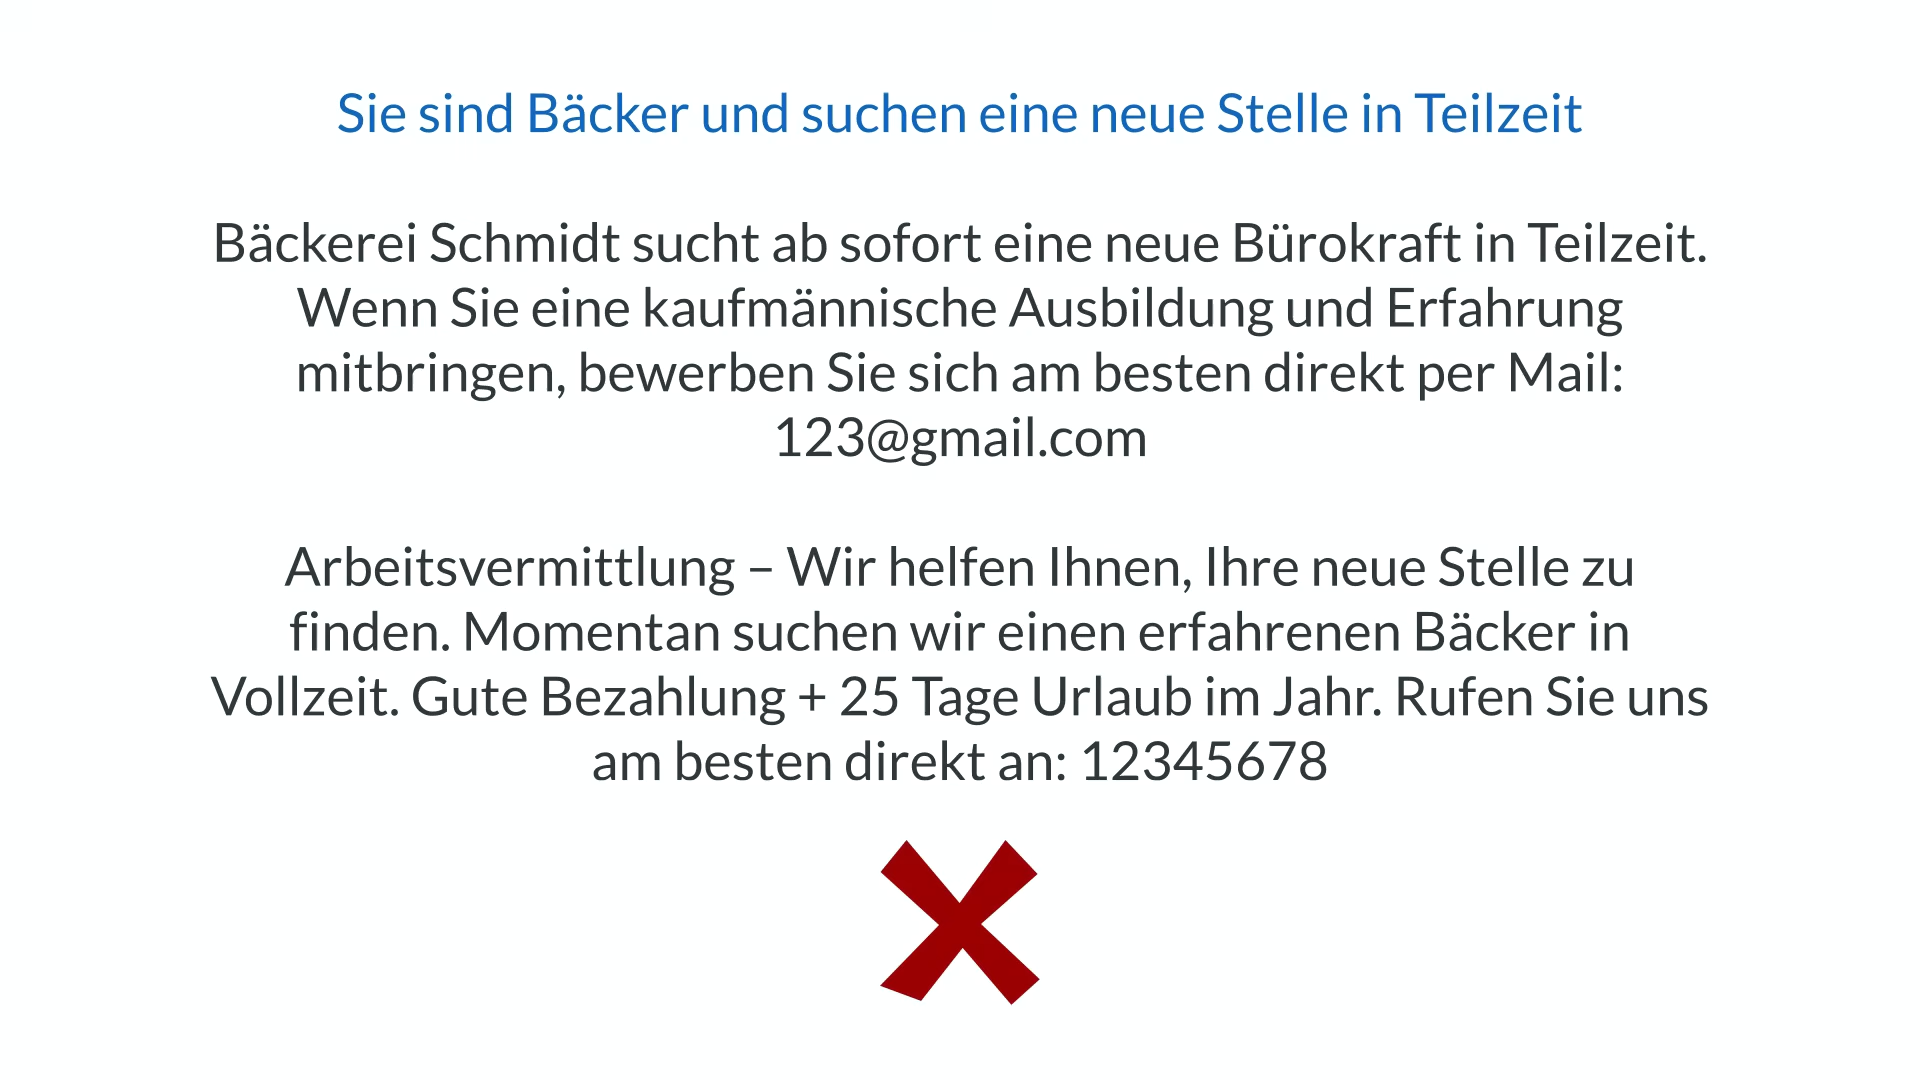 Sie sind Bäcker und suchen eine neue Stelle in Teilzeit
Bäckerei Schmidt sucht ab sofort eine neue Bürokraft in Teilzeit.
Wenn Sie eine kaufmännische Ausbildung und Erfahrung
mitbringen, bewerben Sie sich am besten direkt per Mail:
123@gmail.com
Arbeitsvermittlung – Wir helfen Ihnen, Ihre neue Stelle zu
finden. Momentan suchen wir einen erfahrenen Bäcker in
Vollzeit. Gute Bezahlung + 25 Tage Urlaub im Jahr. Rufen Sie uns
am besten direkt an: 12345678